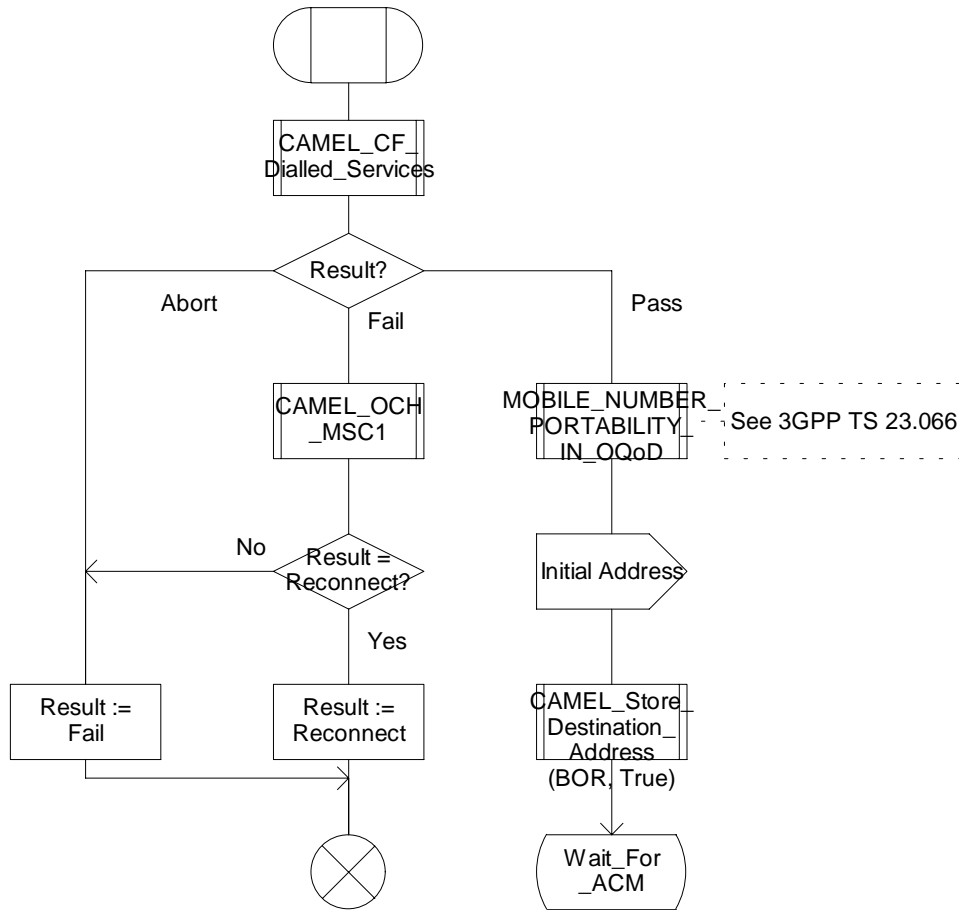 CAMEL_CF_
Dialled_Services
Result?
Abort
Fail
Pass
CAMEL_OCH
_MSC1
MOBILE_NUMBER_
PORTABILITY_
IN_OQoD
See 3GPP TS 23.066
No
Result =
Reconnect?
Initial Address
Yes
Result :=
Fail
Result :=
Reconnect
CAMEL_Store_
Destination_
Address
(BOR, True)
Wait_For
_ACM